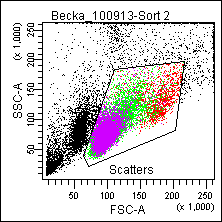 Becka_100913-Sort 2
SSC-A
(x 1,000)
50 100 150 200 250
Scatters
50 100 150 200 250
FSC-A
(x 1,000)